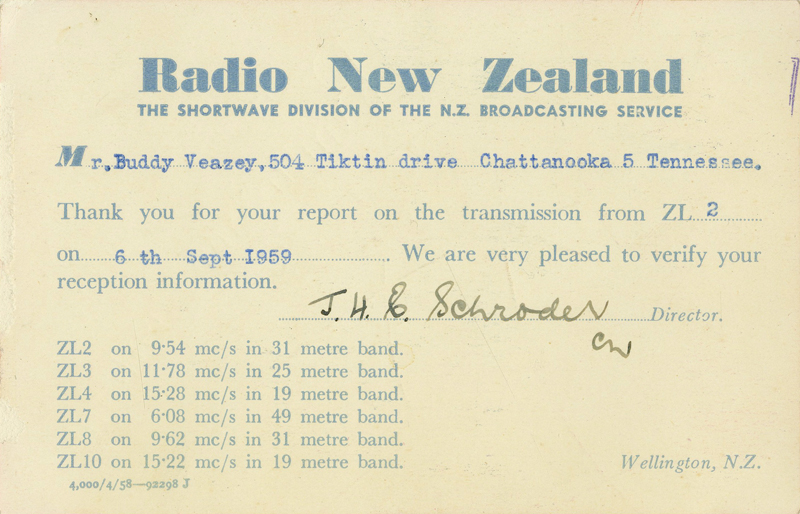 Radio New Zealand
THE SHORTWAVE DIVISION OF THE N.Z. BROADCASTING SERVICE
Mr. Buddy Veazey, 504 Tiktin drive Chattanooka 5 Tennessee.
Thank you for your report on the transmission from ZL 2
on 6 th Sept I959. We are very pleased to verify your
reception information.
J. H. E. Schroder Director.
CW
ZL2 on 9·54 mc/s in 31 metre band.
ZL3 on 11·78 mc/s in 25 metre band.
ZL4 on 15·28 mc/s in 19 metre band.
ZL7 on 6·08 mc/s in 49 metre band.
ZL8 on 9·62 mc/s in 31 metre band.
ZL10 on 15·22 mc/s in 19 metre band.
Wellington, N.Z.
4,000/4/58—92298 J